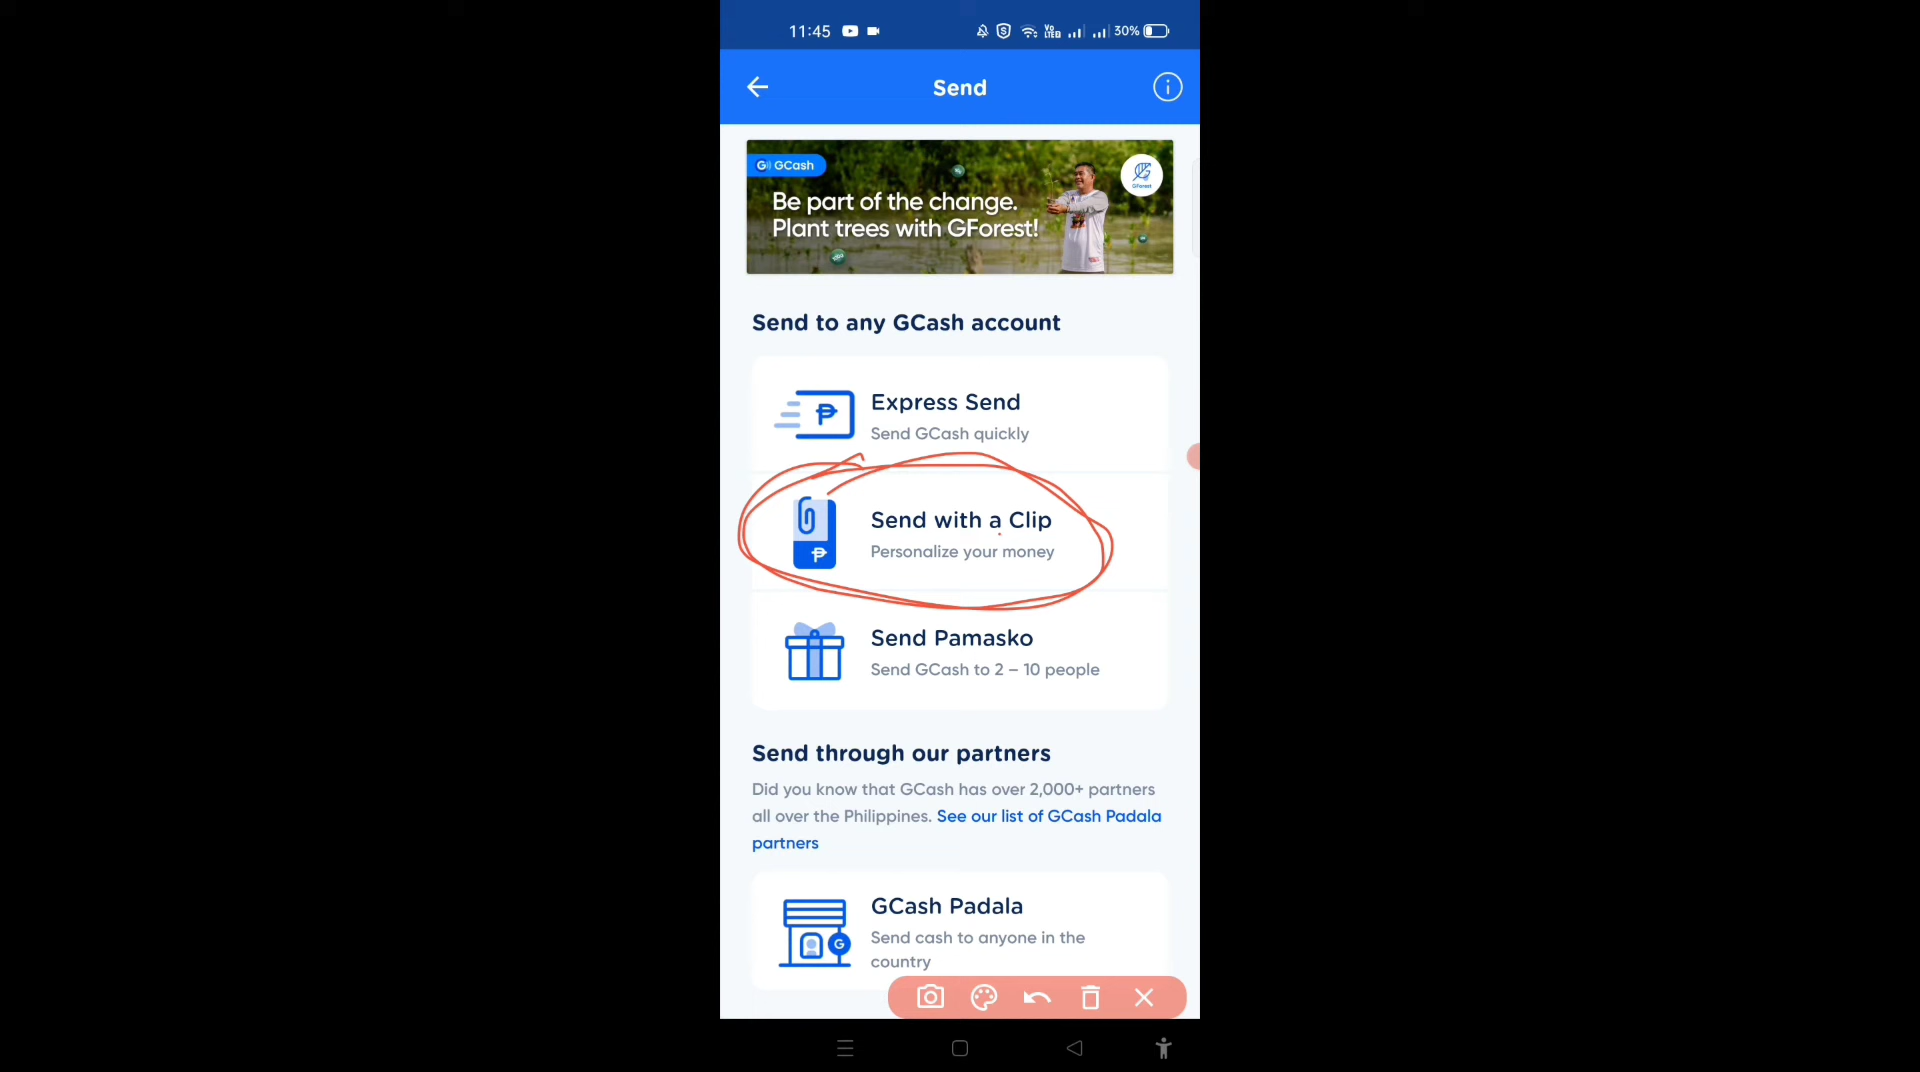 11:45
VoLTE 30%
Send
GCash
Be part of the change.
Plant trees with GForest!
GForest
Send to any GCash account
Express Send
Send GCash quickly
Send with a Clip
Personalize your money
Send Pamasko
Send GCash to 2 – 10 people
Send through our partners
Did you know that GCash has over 2,000+ partners
all over the Philippines. See our list of GCash Padala
partners
GCash Padala
Send cash to anyone in the
country